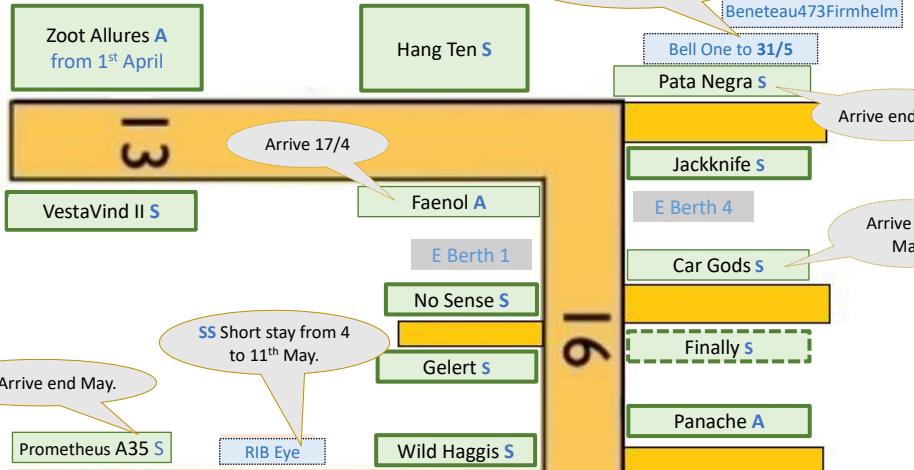 Beneteau473Firmhelm
Zoot Allures A
from 1st April
Hang Ten S
Bell One to 31/5
Pata Negra S
Arrive end
13
Arrive 17/4
Jackknife S
VestaVind II S
Faenol A
E Berth 4
Arrive
Ma
E Berth 1
Car Gods S
No Sense S
SS Short stay from 4
to 11th May.
16
Finally S
Gelert S
Arrive end May.
Panache A
Prometheus A35 S
RIB Eye
Wild Haggis S